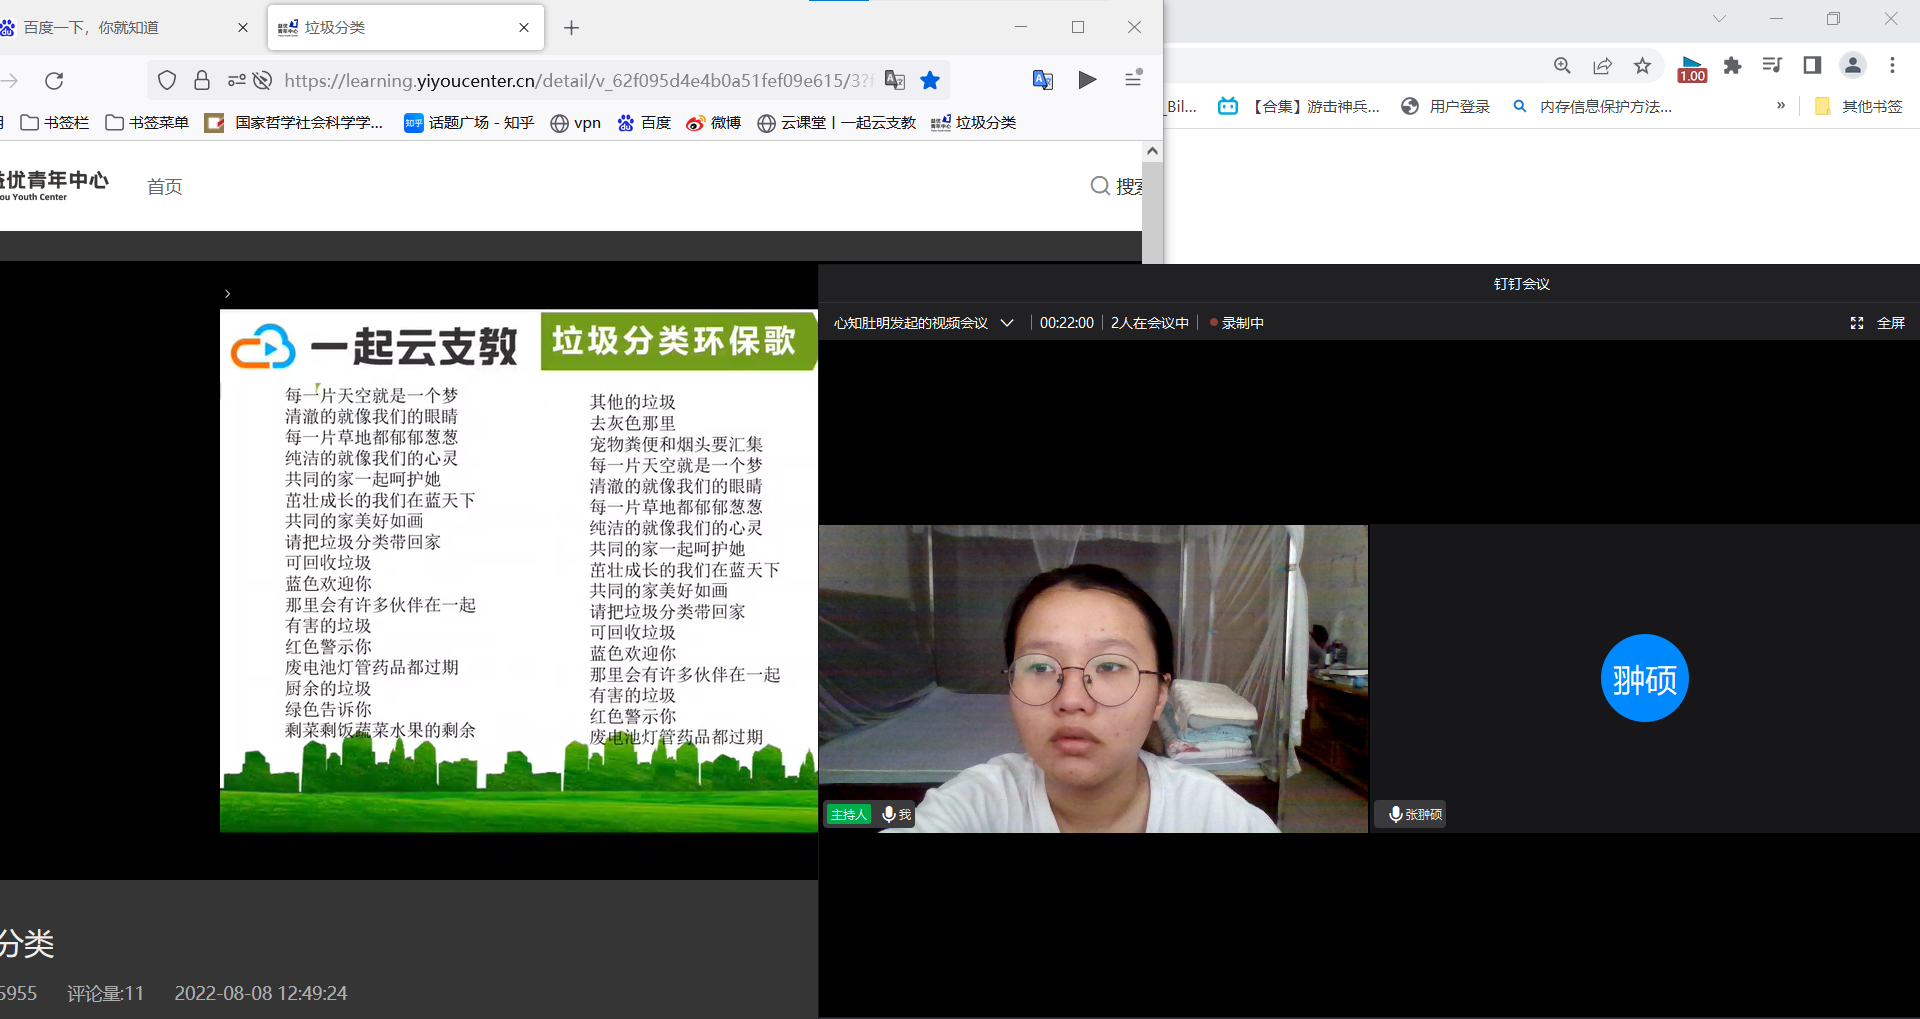 百度一下，你就知道
垃圾分类
https://learning.yiyoucenter.cn/detail/v_62f095d4e4b0a51fef09e615/3?f
1.00
书签栏
书签菜单
国家哲学社会科学学...
知乎
话题广场 - 知乎
vpn
百度
微博
云课堂丨一起云支教
垃圾分类
_Bil...
【合集】游击神兵...
用户登录
内存信息保护方法...
»
其他书签
优青年中心
ou Youth Center
首页
搜索
一起云支教
垃圾分类环保歌
每一片天空就是一个梦
清澈的就像我们的眼睛
每一片草地都郁郁葱葱
纯洁的就像我们的心灵
共同的家一起呵护她
茁壮成长的我们在蓝天下
共同的家美好如画
请把垃圾分类带回家
可回收垃圾
蓝色欢迎你
那里会有许多伙伴在一起
有害的垃圾
红色警示你
废电池灯管药品都过期
厨余的垃圾
绿色告诉你
剩菜剩饭蔬菜水果的剩余
其他的垃圾
去灰色那里
宠物粪便和烟头要汇集
每一片天空就是一个梦
清澈的就像我们的眼睛
每一片草地都郁郁葱葱
纯洁的就像我们的心灵
共同的家一起呵护她
茁壮成长的我们在蓝天下
共同的家美好如画
请把垃圾分类带回家
可回收垃圾
蓝色欢迎你
那里会有许多伙伴在一起
有害的垃圾
红色警示你
废电池灯管药品都过期
钉钉会议
心知肚明发起的视频会议
00:22:00
2人在会议中
录制中
全屏
翀硕
主持人
我
张翀硕
分类
5955
评论量:11
2022-08-08 12:49:24